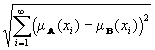 √(∑_{i=1}^{∞} (μ_A(x_i) − μ_B(x_i))²)